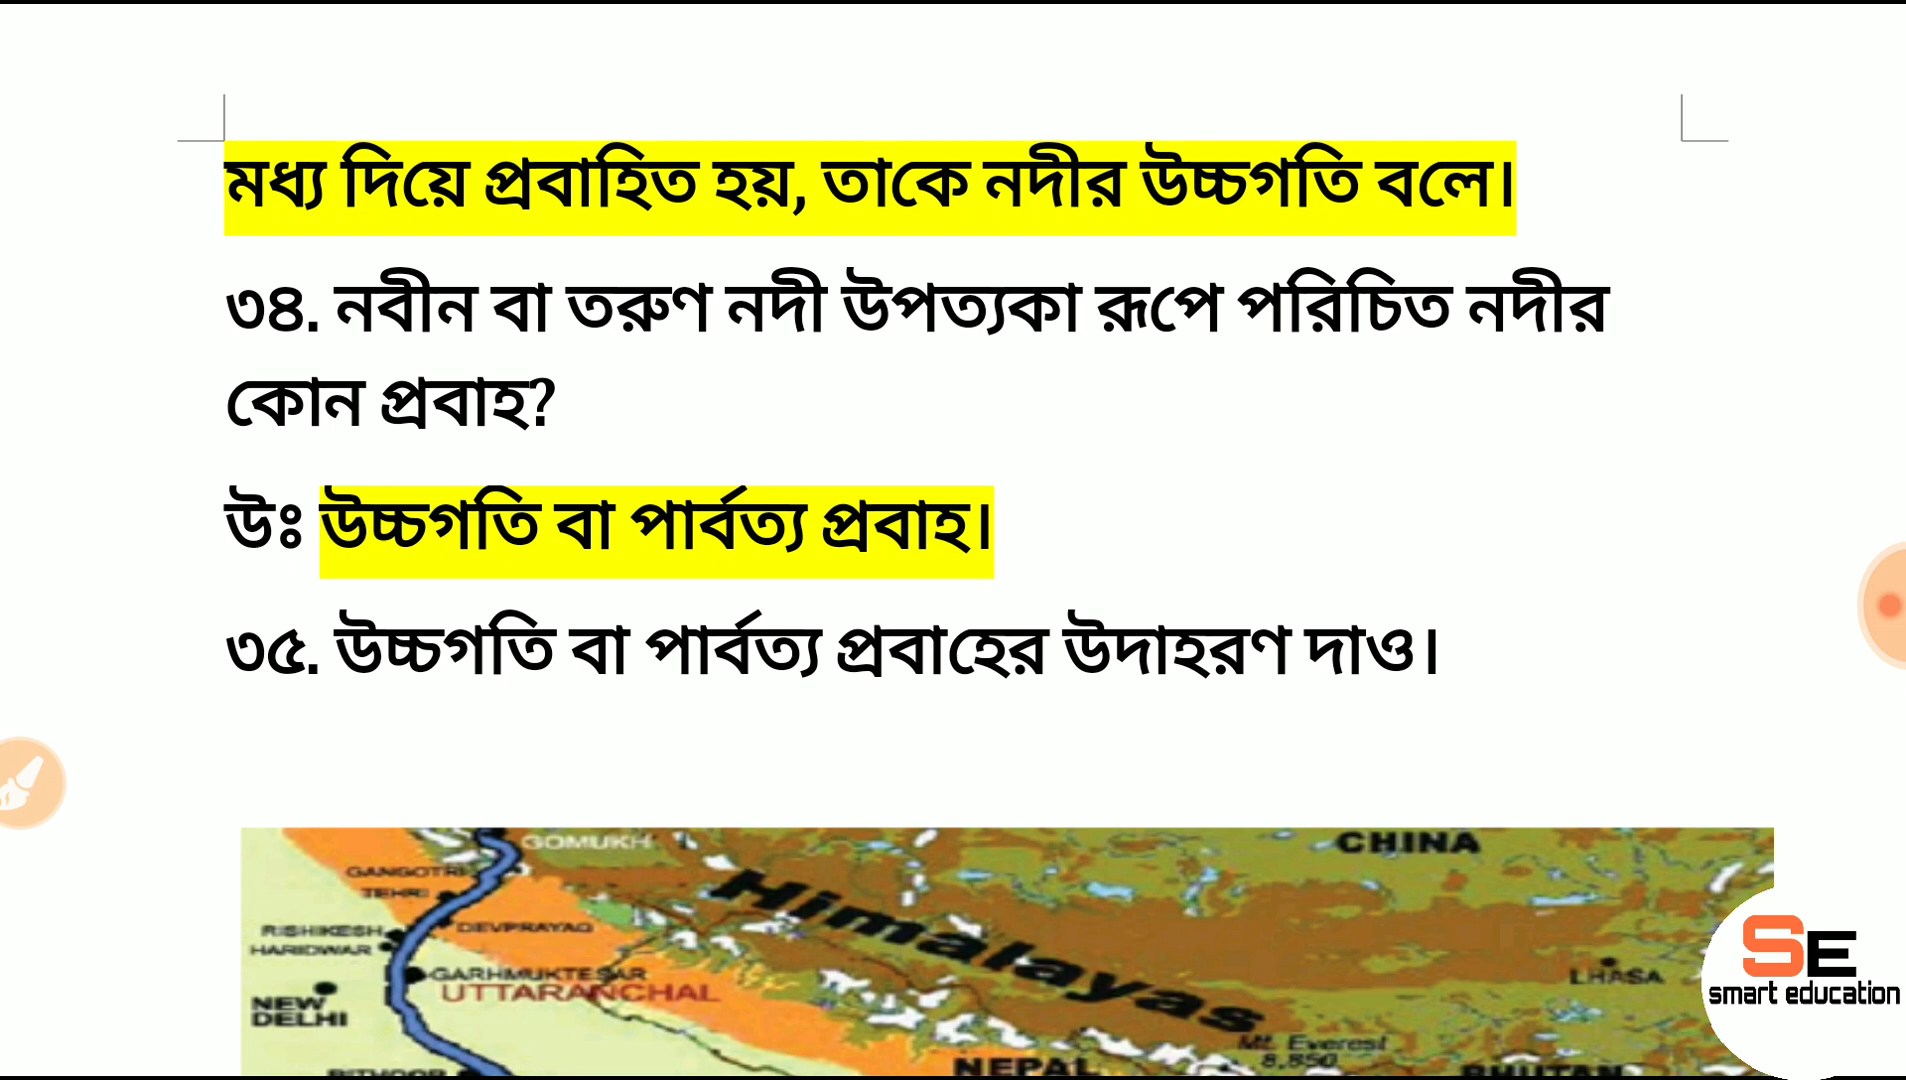 মধ্য দিয়ে প্রবাহিত হয়, তাকে নদীর উচ্চগতি বলে।
৩৪. নবীন বা তরুণ নদী উপত্যকা রূপে পরিচিত নদীর
কোন প্রবাহ?
উঃ উচ্চগতি বা পার্বত্য প্রবাহ।
৩৫. উচ্চগতি বা পার্বত্য প্রবাহের উদাহরণ দাও।
GOMUKH
CHINA
GANGOTRI
TEHRI
Himalayas
RISHIKESH
DEVPRAYAG
HARIDWAR
GARHMUKTESAR
LHASA
UTTARANCHAL
NEW
DELHI
Mt. Everest
8,850
NEPAL
BHUTAN
BITHOOR
SE
smart education